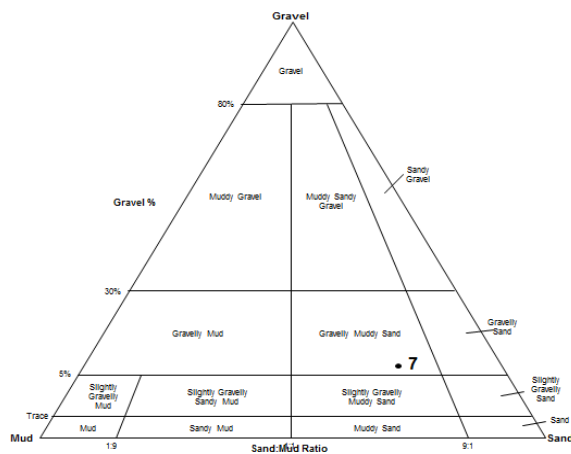 Gravel
Gravel
80%
Sandy
Gravel
Muddy Gravel
Muddy Sandy
Gravel
Gravel %
30%
Gravelly
Sand
Gravelly Mud
Gravelly Muddy Sand
7
5%
Slightly
Gravelly
Mud
Slightly Gravelly
Sandy Mud
Slightly Gravelly
Muddy Sand
Slightly
Gravelly
Sand
Trace
Sand
Mud
Mud
Sandy Mud
Muddy Sand
Sand
1:9
Sand:Mud Ratio
9:1